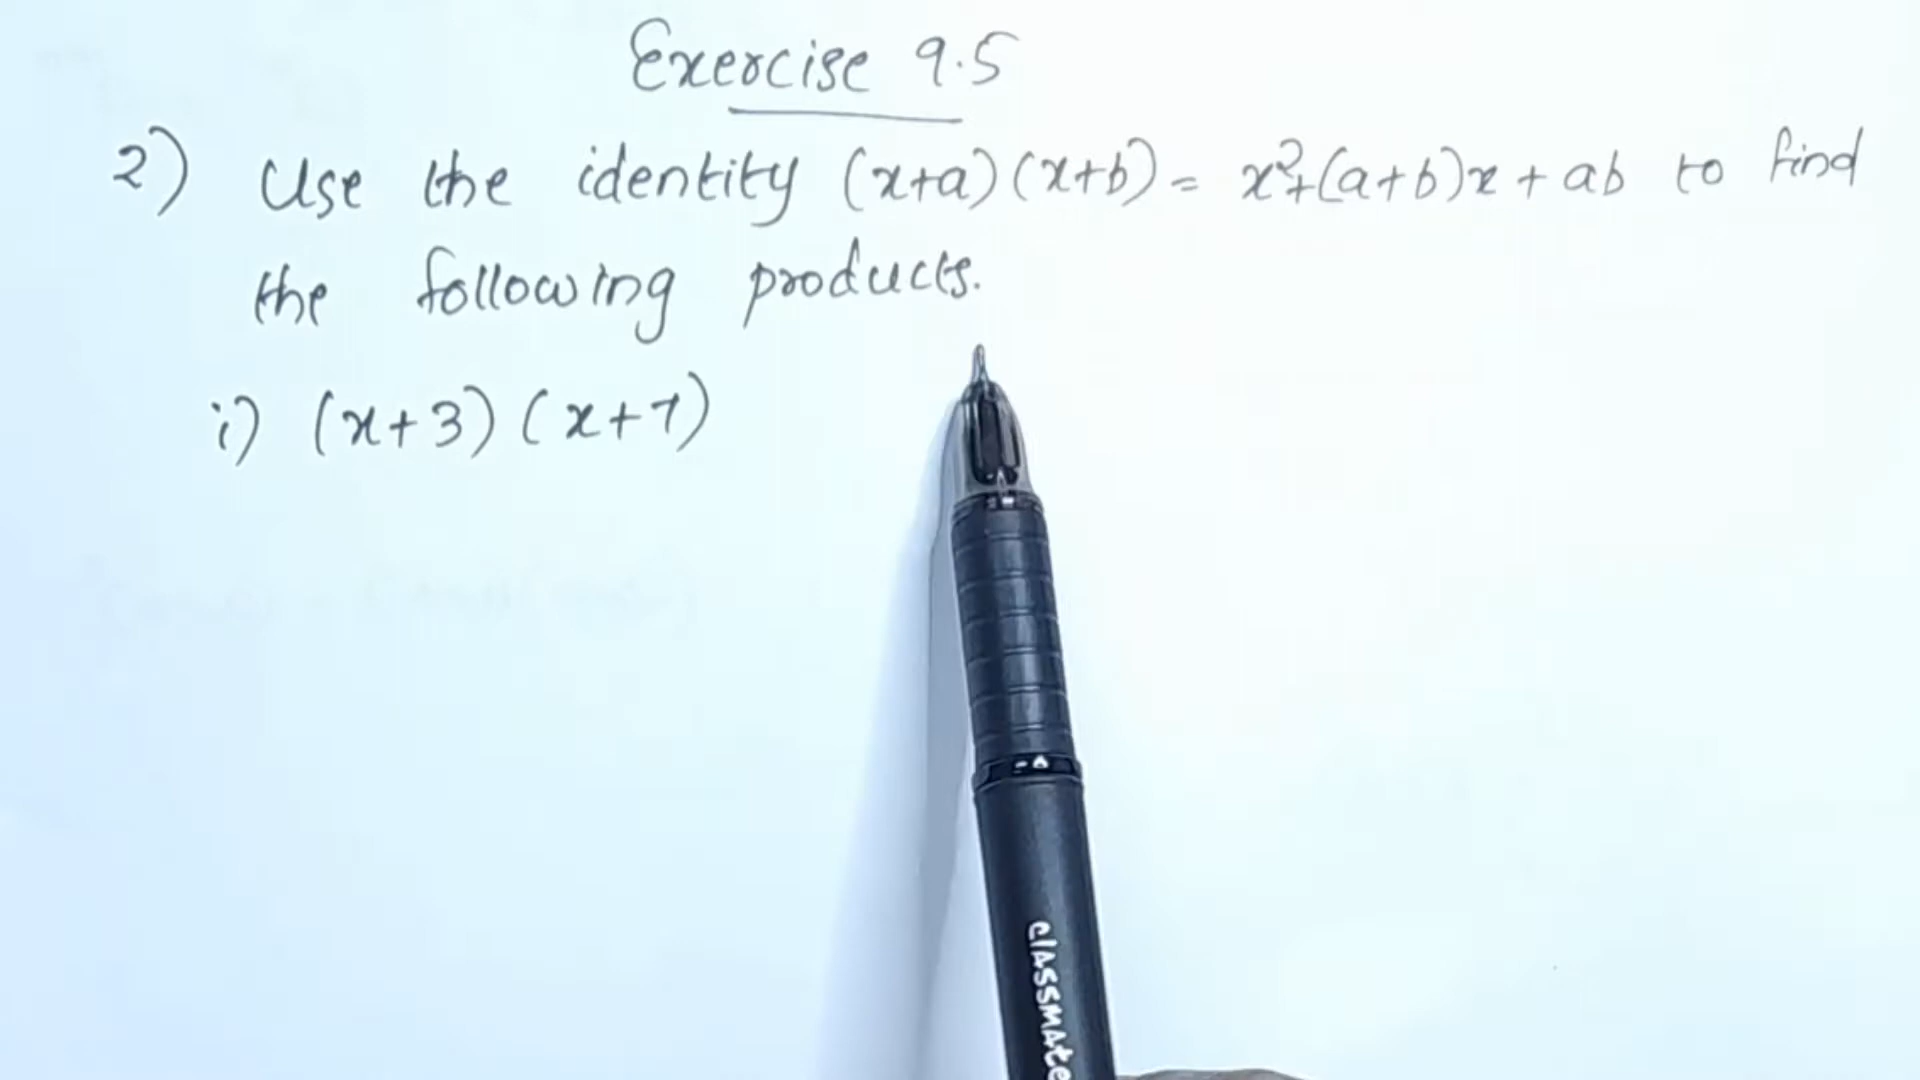 Exercise 9.5
2) Use the identity (x+a)(x+b) = x²+(a+b)x + ab to find
the following products.
i) (x+3)(x+7)
classmate